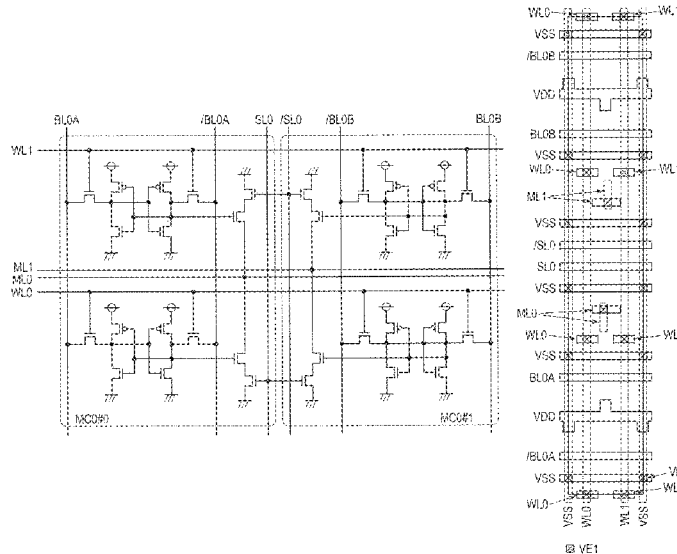 BL0A /BL0A SL0 /SL0 /BL0B BL0B
WL1
ML1
ML0
WL0
MC0#0 MC0#1
WL0 WL1
VSS
/BL0B
VDD
BL0B
VSS
WL0 WL1
ML1
VSS
/SL0
SL0
VSS
ML0
WL0
VSS
BL0A
VDD
/BL0A
VSS
WL0
VSS WL0 WL1 VSS
VE1